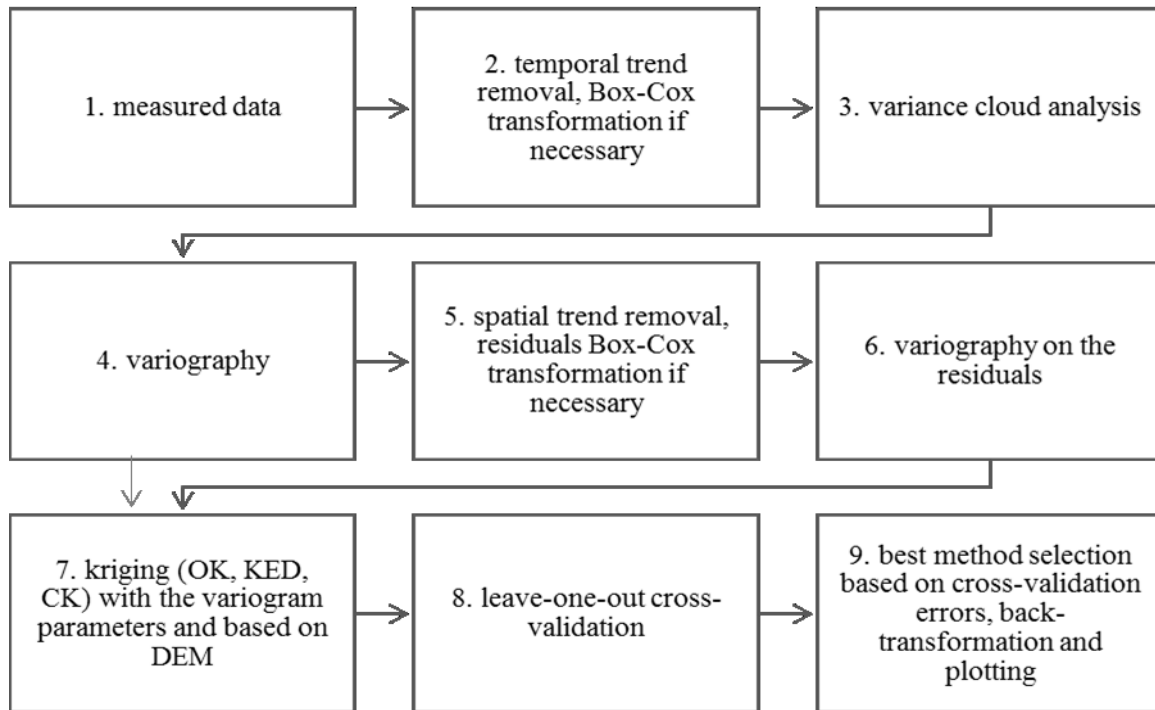 1. measured data
2. temporal trend
removal, Box-Cox
transformation if
necessary
3. variance cloud analysis
4. variography
5. spatial trend removal,
residuals Box-Cox
transformation if
necessary
6. variography on the
residuals
7. kriging (OK, KED,
CK) with the variogram
parameters and based on
DEM
8. leave-one-out cross-
validation
9. best method selection
based on cross-validation
errors, back-
transformation and
plotting